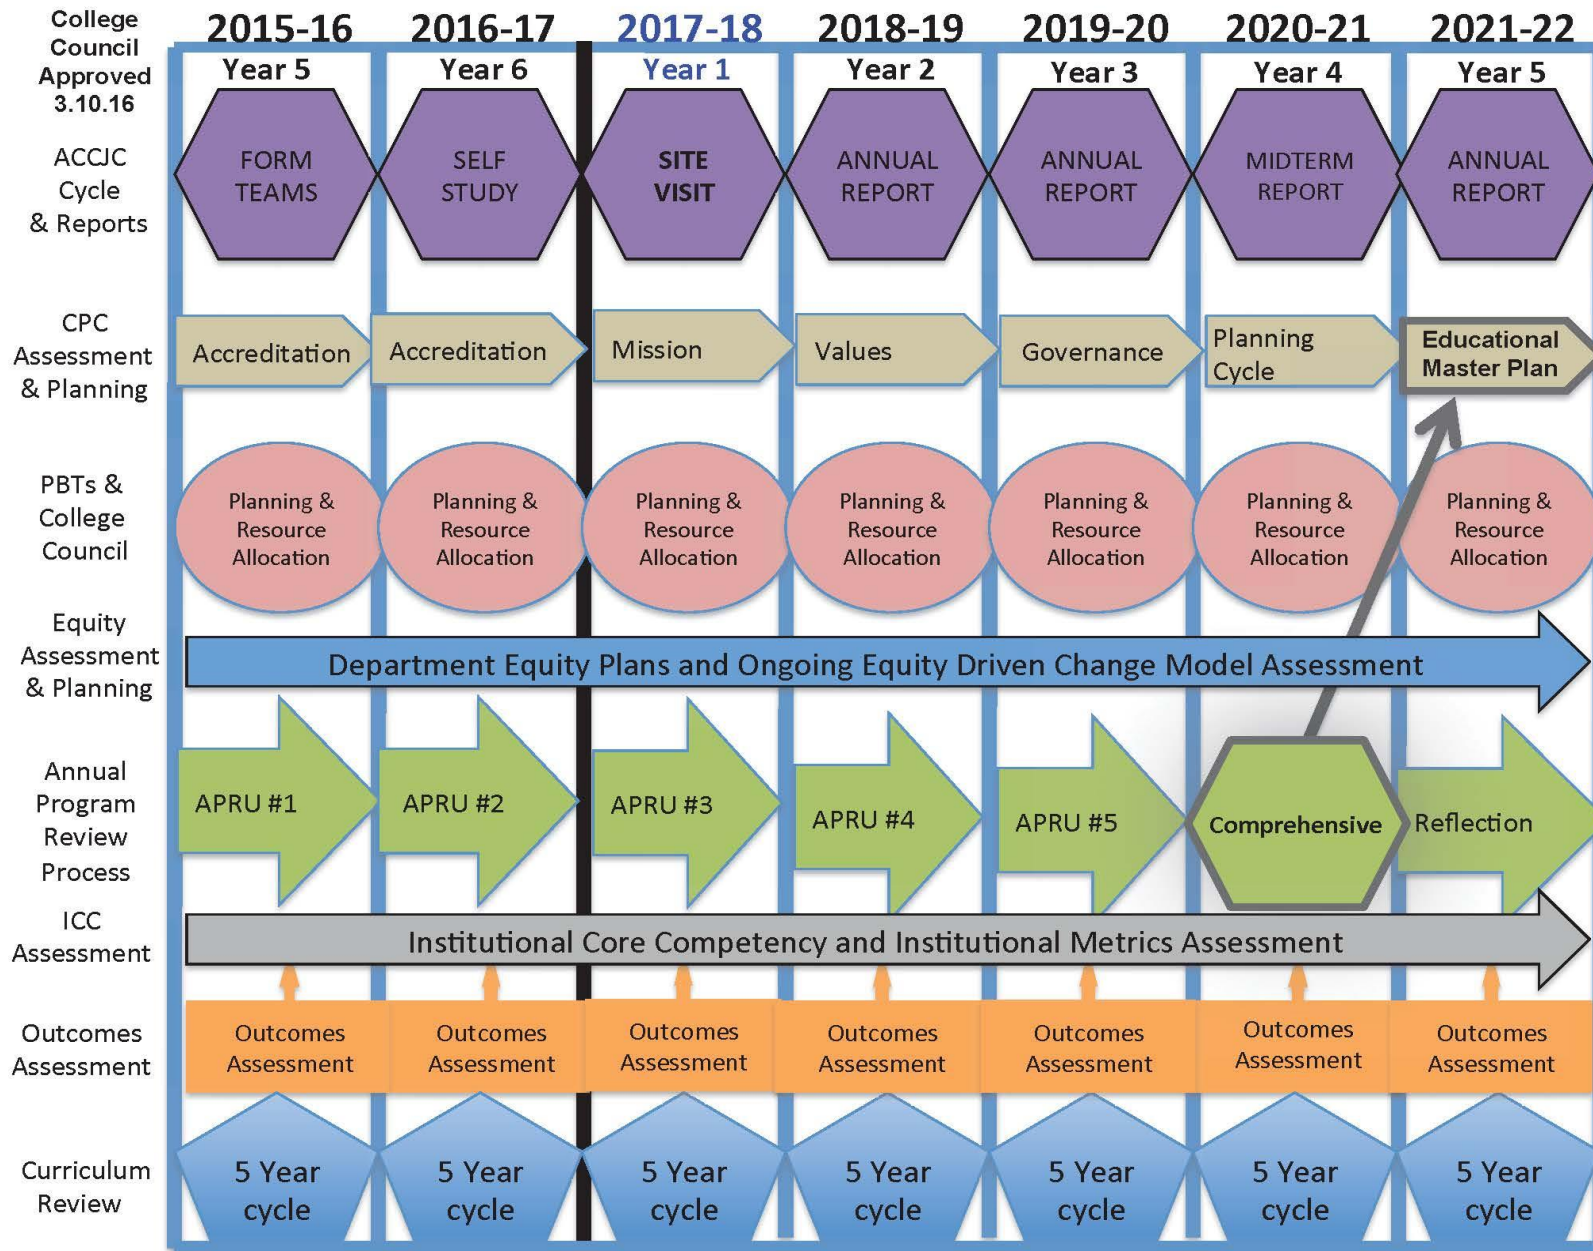 College
Council
Approved
3.10.16
2015-16 2016-17 2017-18 2018-19 2019-20 2020-21 2021-22
Year 5 Year 6 Year 1 Year 2 Year 3 Year 4 Year 5
ACCJC
Cycle
& Reports
FORM
TEAMS
SELF
STUDY
SITE
VISIT
ANNUAL
REPORT
ANNUAL
REPORT
MIDTERM
REPORT
ANNUAL
REPORT
CPC
Assessment
& Planning
Accreditation
Accreditation
Mission
Values
Governance
Planning
Cycle
Educational
Master Plan
PBTs &
College
Council
Planning &
Resource
Allocation
Planning &
Resource
Allocation
Planning &
Resource
Allocation
Planning &
Resource
Allocation
Planning &
Resource
Allocation
Planning &
Resource
Allocation
Planning &
Resource
Allocation
Equity
Assessment
& Planning
Department Equity Plans and Ongoing Equity Driven Change Model Assessment
Annual
Program
Review
Process
APRU #1
APRU #2
APRU #3
APRU #4
APRU #5
Comprehensive
Reflection
ICC
Assessment
Institutional Core Competency and Institutional Metrics Assessment
Outcomes
Assessment
Outcomes
Assessment
Outcomes
Assessment
Outcomes
Assessment
Outcomes
Assessment
Outcomes
Assessment
Outcomes
Assessment
Outcomes
Assessment
Curriculum
Review
5 Year
cycle
5 Year
cycle
5 Year
cycle
5 Year
cycle
5 Year
cycle
5 Year
cycle
5 Year
cycle